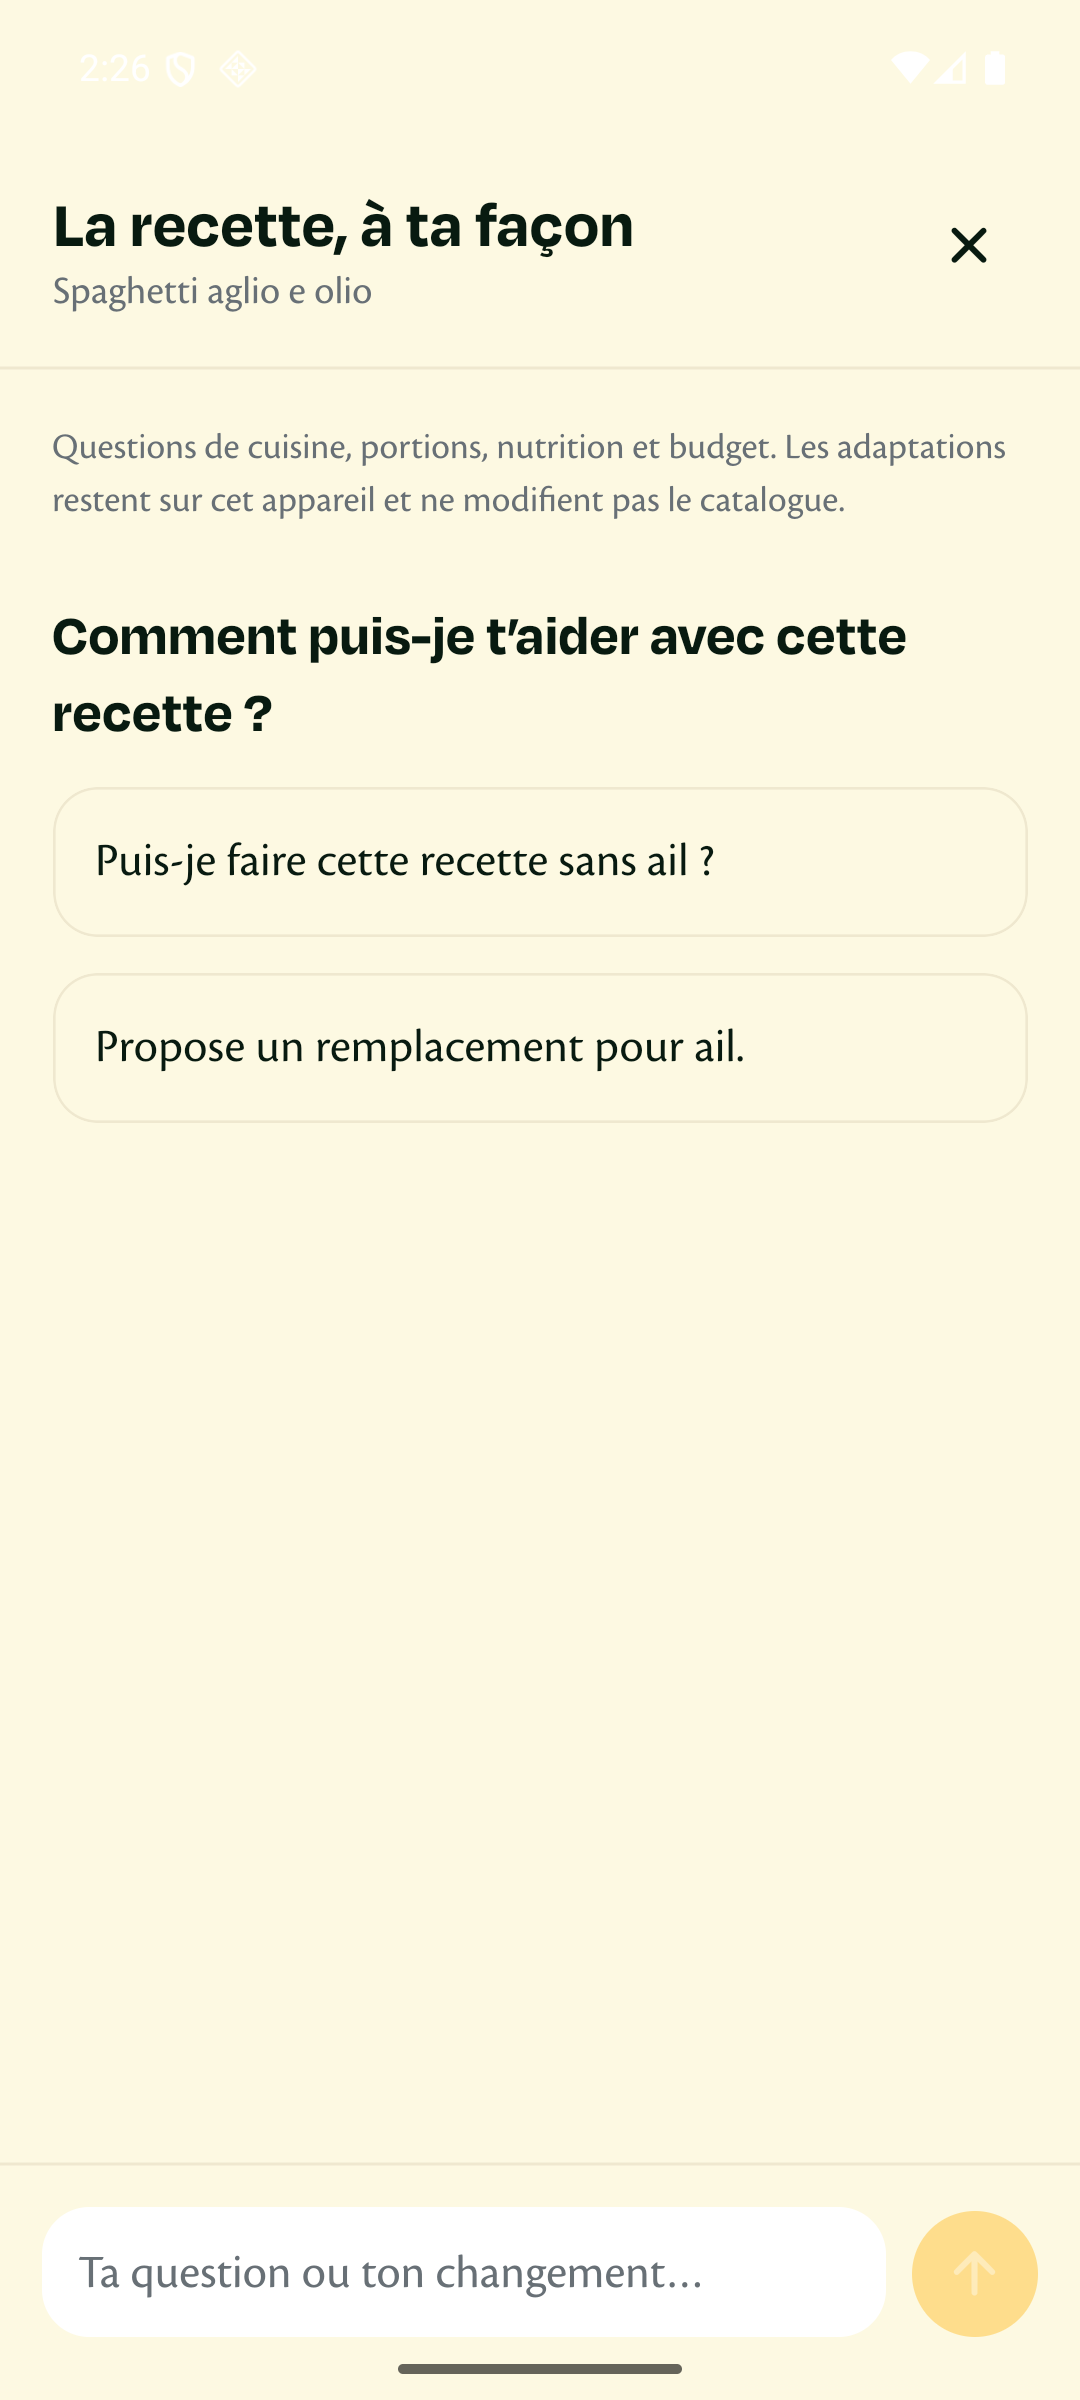 2:26
La recette, à ta façon
Spaghetti aglio e olio
Questions de cuisine, portions, nutrition et budget. Les adaptations
restent sur cet appareil et ne modifient pas le catalogue.
Comment puis-je t’aider avec cette
recette ?
Puis-je faire cette recette sans ail ?
Propose un remplacement pour ail.
Ta question ou ton changement…